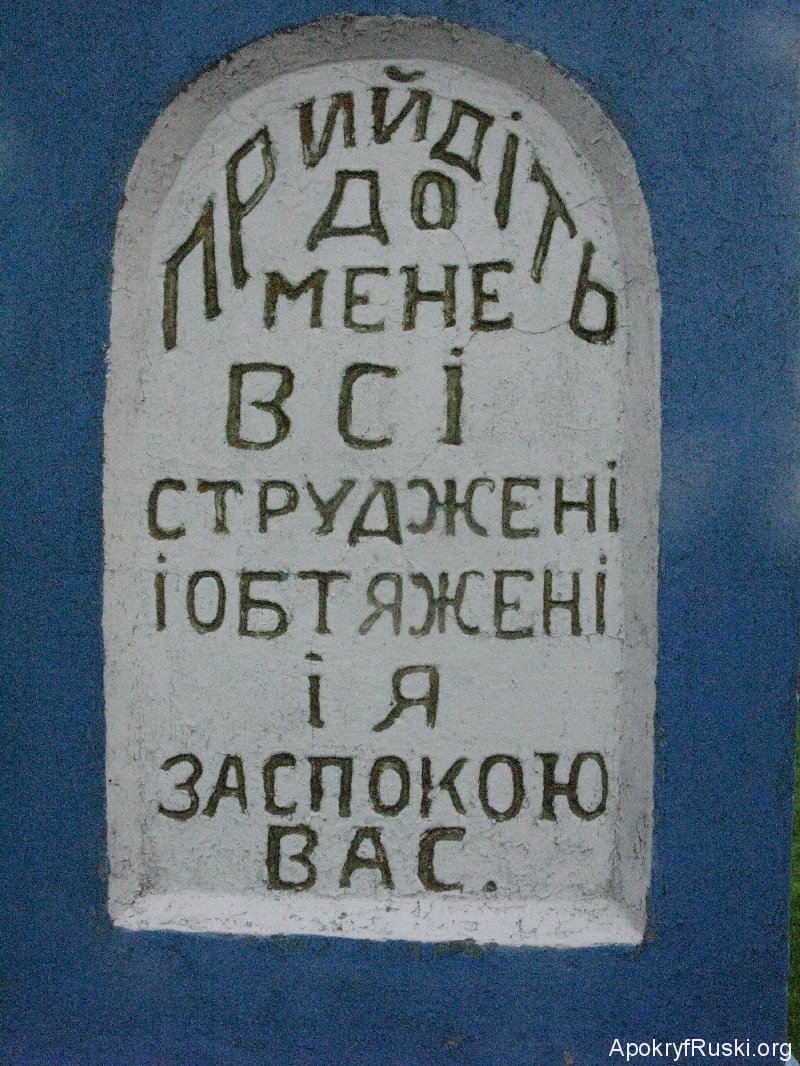 ПРИЙДІТЬ
ДО
МЕНЕ
ВСІ
СТРУДЖЕНІ
І ОБТЯЖЕНІ
І Я
ЗАСПОКОЮ
ВАС.
ApokryfRuski.org